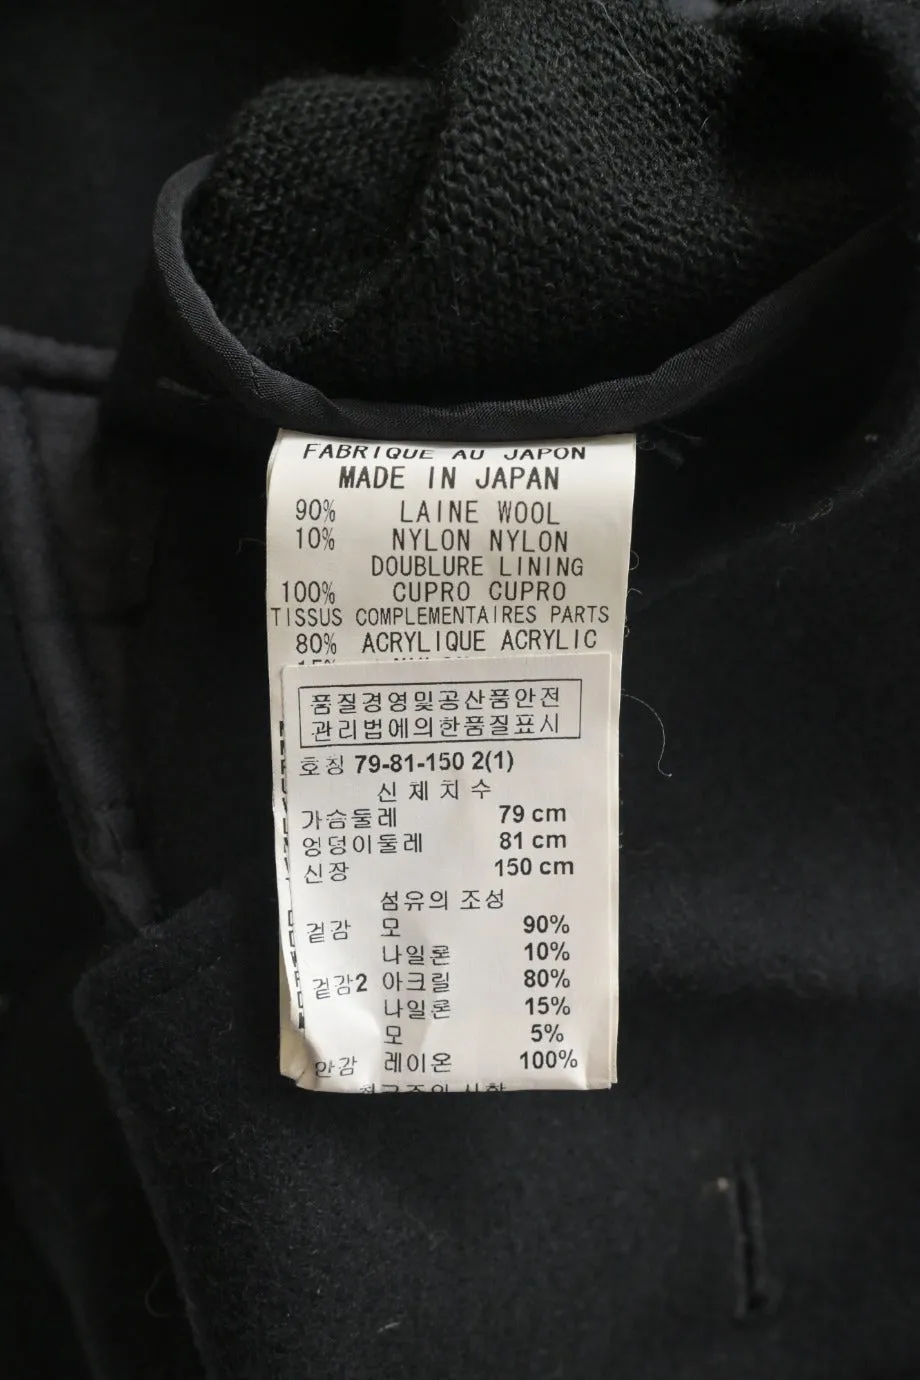 FABRIQUE AU JAPON
MADE IN JAPAN
90% LAINE WOOL
10% NYLON NYLON
DOUBLURE LINING
100% CUPRO CUPRO
TISSUS COMPLEMENTAIRES PARTS
80% ACRYLIQUE ACRYLIC
품질경영및공산품안전
관리법에의한품질표시
호칭 79-81-150 2(1)
신체치수
가슴둘레 79 cm
엉덩이둘레 81 cm
신장 150 cm
섬유의 조성
겉감 모 90%
나일론 10%
겉감2 아크릴 80%
나일론 15%
모 5%
안감 레이온 100%